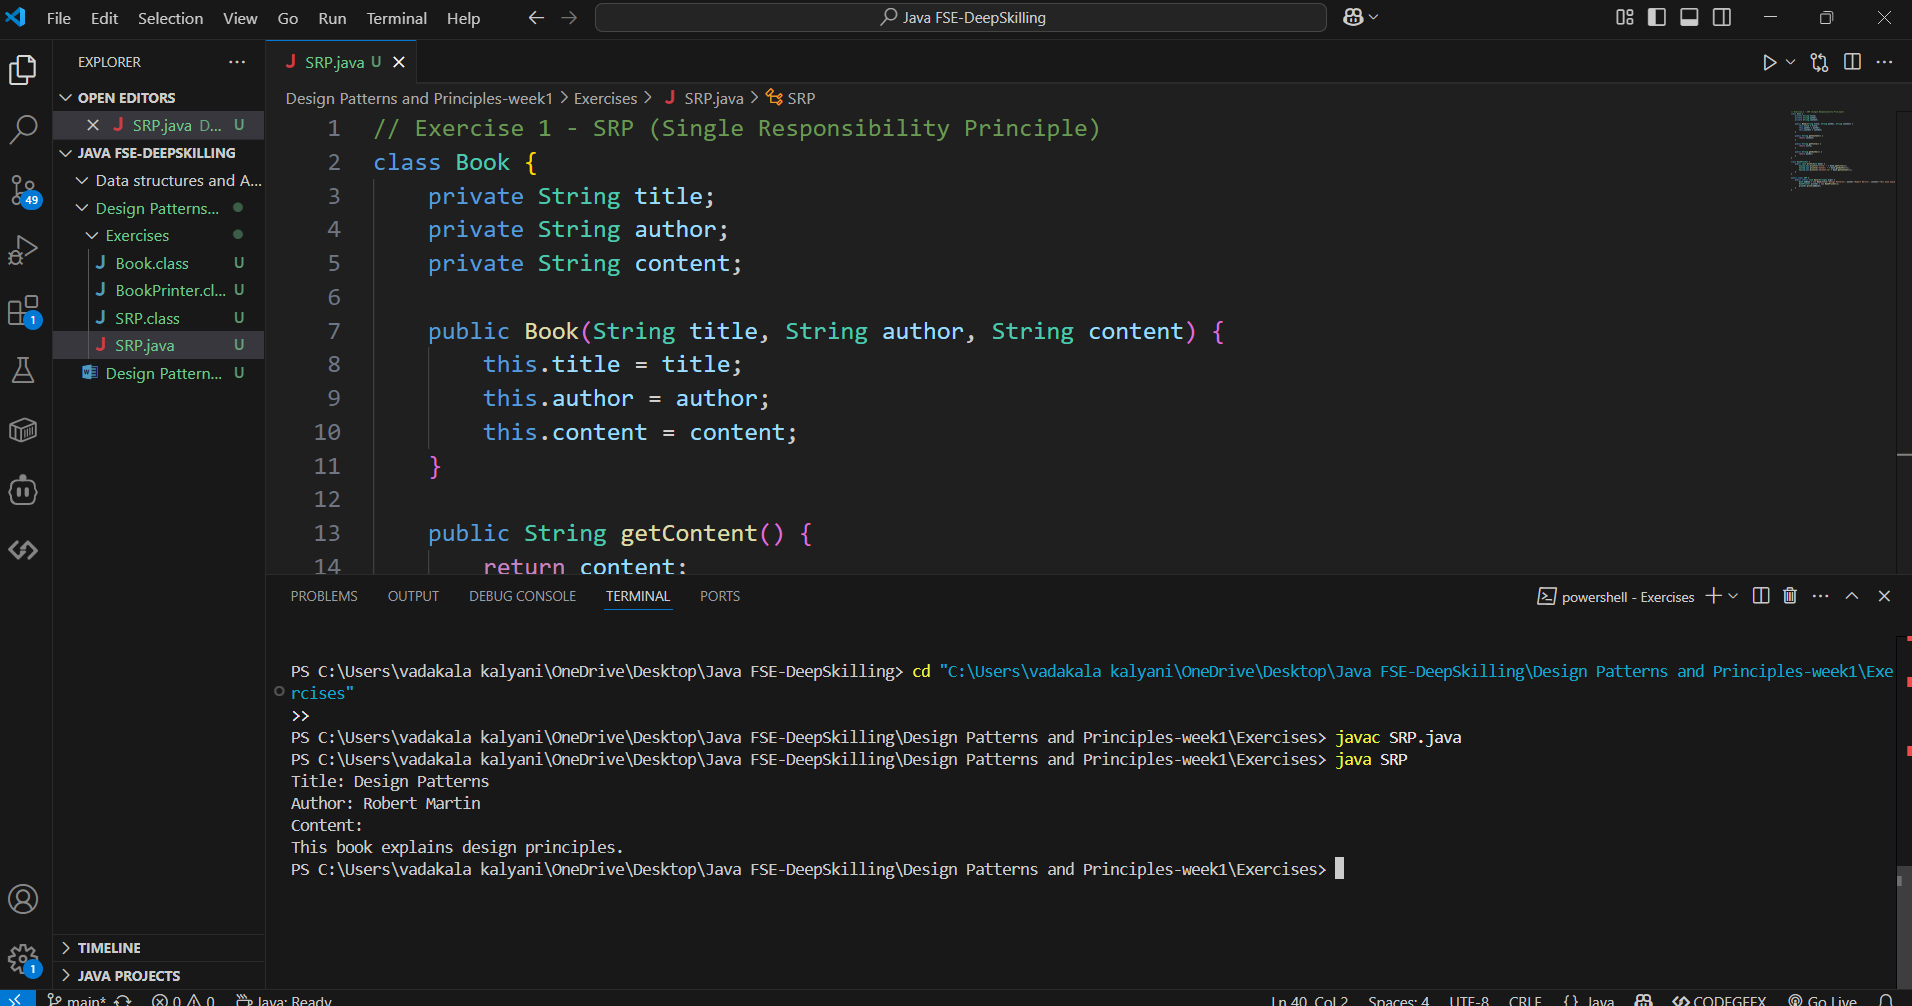 File Edit Selection View Go Run Terminal Help
Java FSE-DeepSkilling
EXPLORER
OPEN EDITORS
SRP.java D... U
JAVA FSE-DEEPSKILLING
Data structures and A...
Design Patterns...
Exercises
Book.class U
BookPrinter.cl... U
SRP.class U
SRP.java U
Design Pattern... U
TIMELINE
JAVA PROJECTS
49
1
1
SRP.java U
Design Patterns and Principles-week1 > Exercises > SRP.java > SRP
1 // Exercise 1 - SRP (Single Responsibility Principle)
2 class Book {
3 private String title;
4 private String author;
5 private String content;
6
7 public Book(String title, String author, String content) {
8 this.title = title;
9 this.author = author;
10 this.content = content;
11 }
12
13 public String getContent() {
14 return content;
PROBLEMS OUTPUT DEBUG CONSOLE TERMINAL PORTS
powershell - Exercises
PS C:\Users\vadakala kalyani\OneDrive\Desktop\Java FSE-DeepSkilling> cd "C:\Users\vadakala kalyani\OneDrive\Desktop\Java FSE-DeepSkilling\Design Patterns and Principles-week1\Exe
rcises"
>>
PS C:\Users\vadakala kalyani\OneDrive\Desktop\Java FSE-DeepSkilling\Design Patterns and Principles-week1\Exercises> javac SRP.java
PS C:\Users\vadakala kalyani\OneDrive\Desktop\Java FSE-DeepSkilling\Design Patterns and Principles-week1\Exercises> java SRP
Title: Design Patterns
Author: Robert Martin
Content:
This book explains design principles.
PS C:\Users\vadakala kalyani\OneDrive\Desktop\Java FSE-DeepSkilling\Design Patterns and Principles-week1\Exercises>
main* 0 0 Java: Ready Ln 40, Col 2 Spaces: 4 UTF-8 CRLF {} Java CODEGEEX Go Live